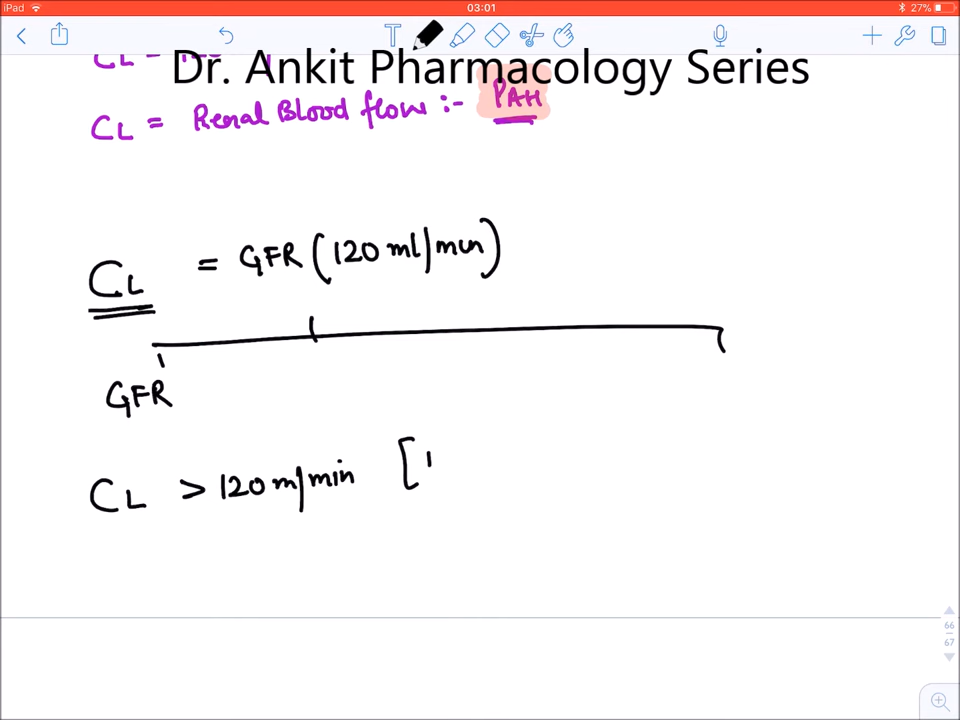 iPad 03:01 27%
T
Dr. Ankit Pharmacology Series
CL = Renal Blood flow :- PAH
CL = GFR (120 ml/min)
GFR
CL > 120 m/min [ 1
66
67